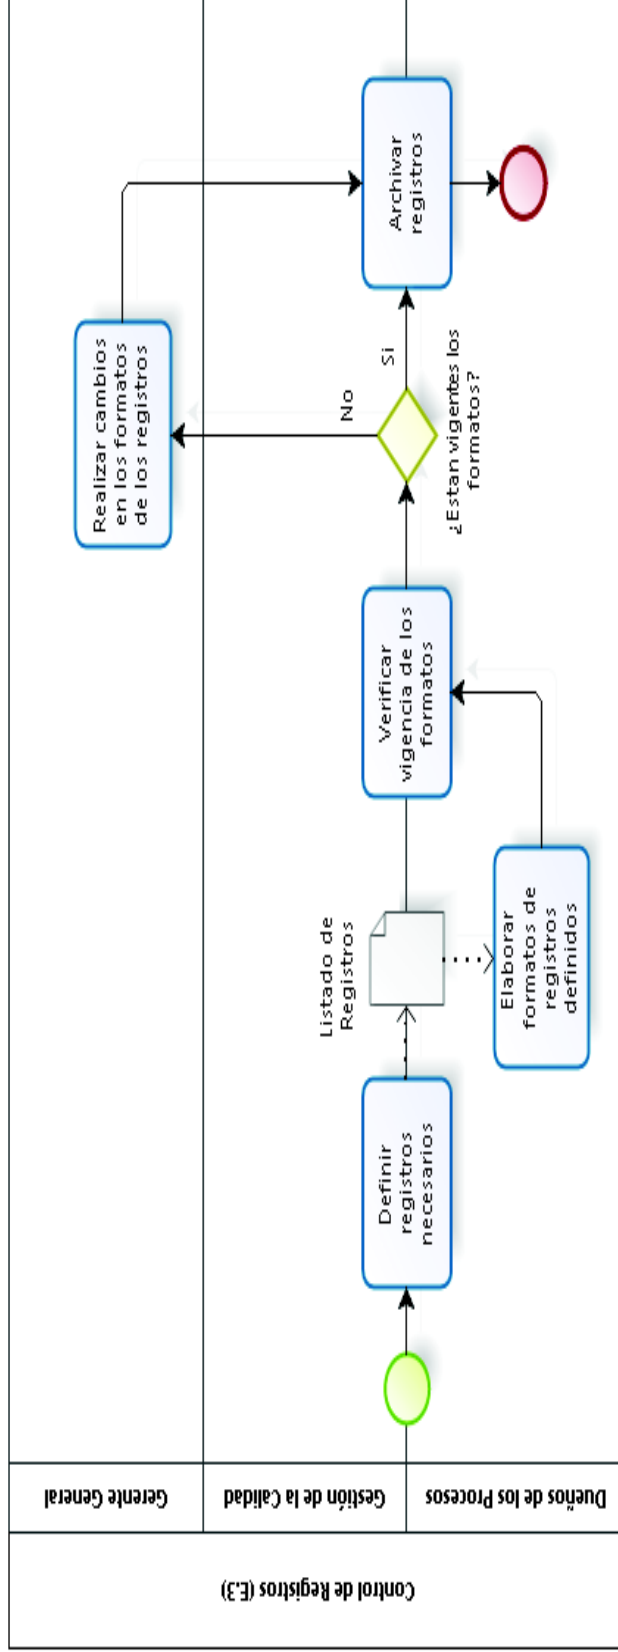 Control de Registros (E.3)
Gerente General
Gestión de la Calidad
Dueños de los Procesos
Definir
registros
necesarios
Listado de
Registros
Elaborar
formatos de
registros
definidos
Verificar
vigencia de los
formatos
¿Estan vigentes los
formatos?
No
Si
Realizar cambios
en los formatos
de los registros
Archivar
registros